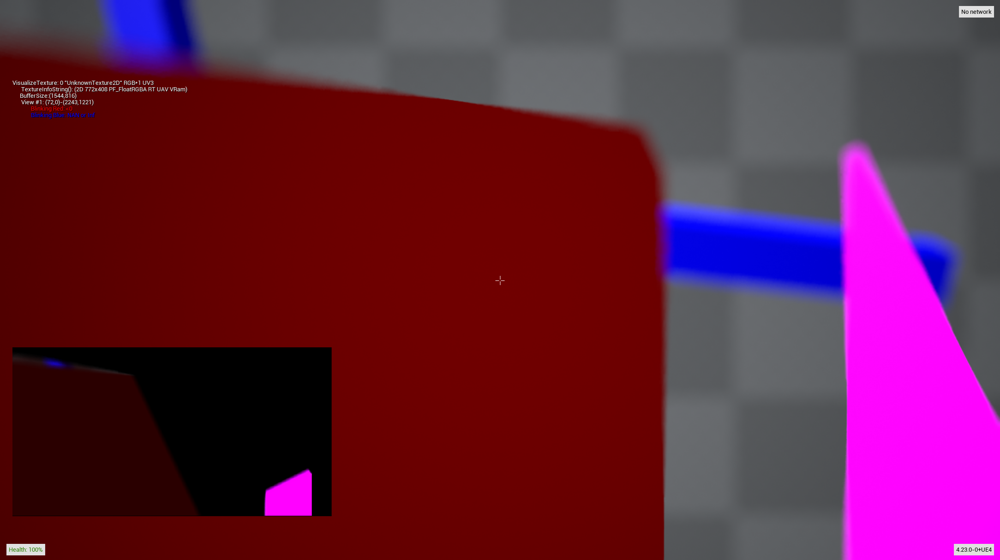 No network
VisualizeTexture: 0 "UnknownTexture2D" RGB*1 UV3
TextureInfoString(): (2D 772x408 PF_FloatRGBA RT UAV VRam)
BufferSize:(1544,816)
View #1: (72,0)-(2243,1221)
Blinking Red: <0
Blinking Blue: NAN or Inf
Health: 100%
4.23.0-0+UE4